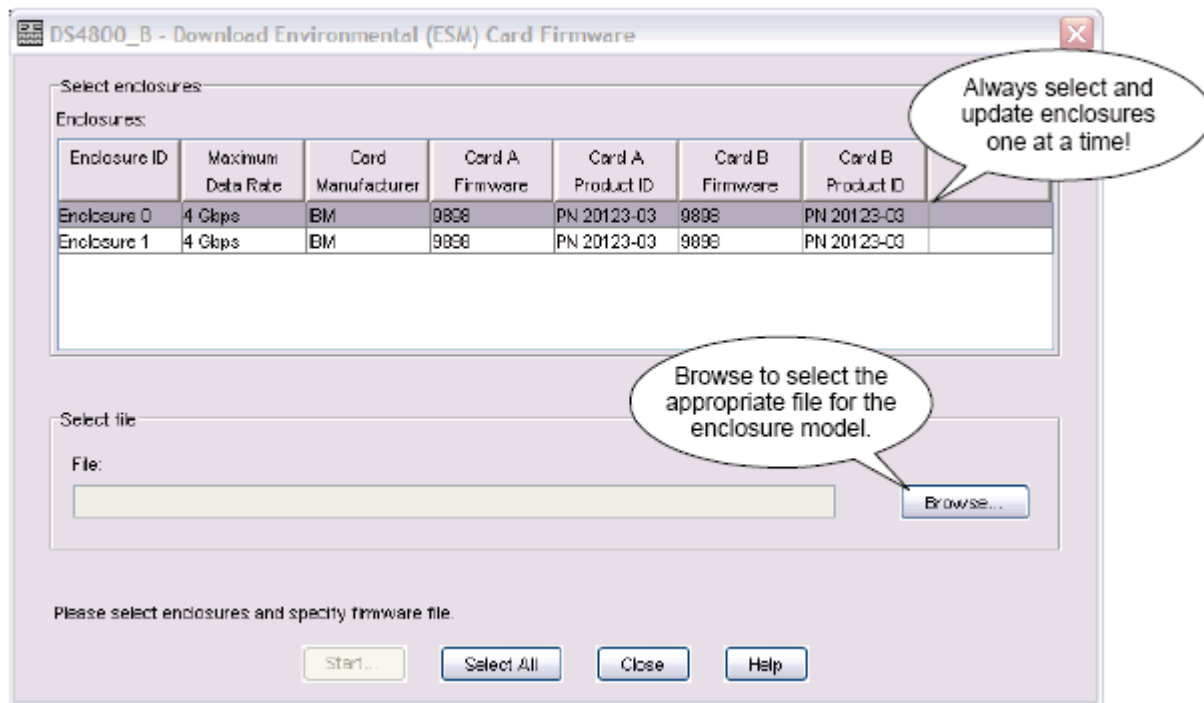 DS4800_B - Download Environmental (ESM) Card Firmware
Always select and
update enclosures
one at a time!
Select enclosures
Enclosures:
Enclosure ID Maximum Data Rate Card Manufacturer Card A Firmware Card A Product ID Card B Firmware Card B Product ID
Enclosure 0 4 Gbps IBM 9898 PN 20123-03 9898 PN 20123-03
Enclosure 1 4 Gbps IBM 9898 PN 20123-03 9898 PN 20123-03
Browse to select the
appropriate file for the
enclosure model.
Select file
File:
Browse...
Please select enclosures and specify firmware file.
Start... Select All Close Help